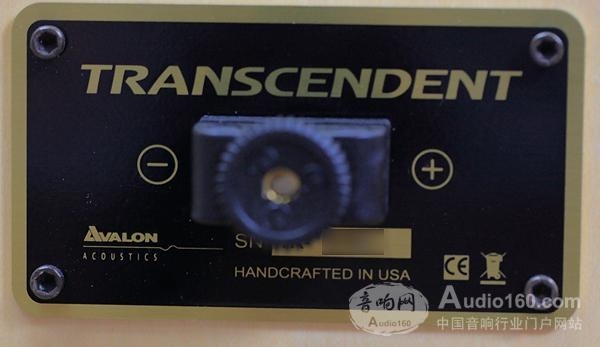 TRANSCENDENT
− +
AVALON
ACOUSTICS
SN
HANDCRAFTED IN USA
CE
音响网
Audio160
Audio160.com
中国音响行业门户网站